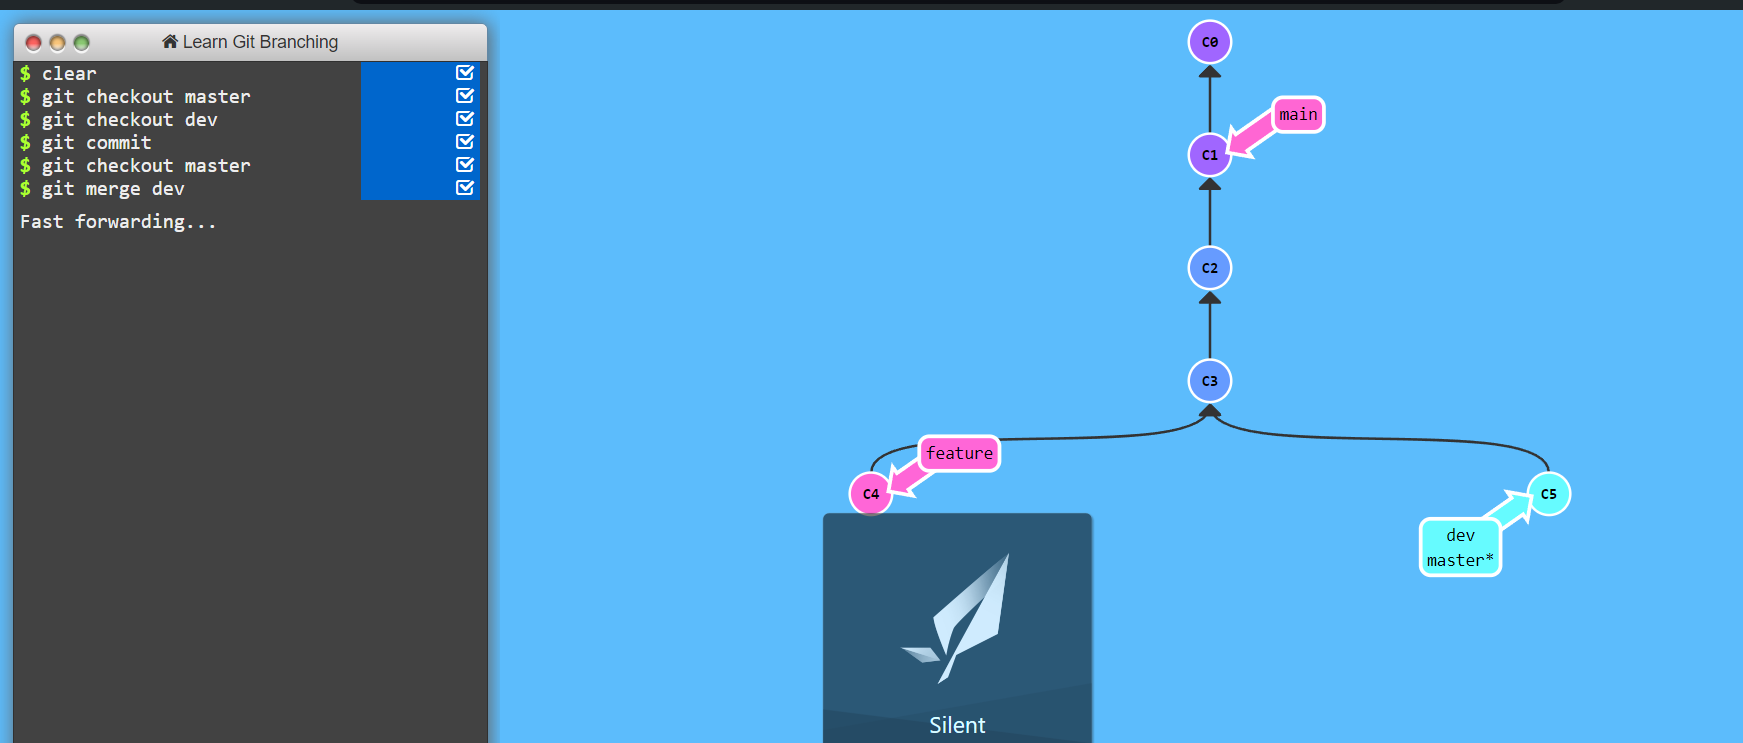 Learn Git Branching
$ clear
$ git checkout master
$ git checkout dev
$ git commit
$ git checkout master
$ git merge dev
Fast forwarding...
C0
main
C1
C2
C3
feature
C4
C5
dev
master*
Silent